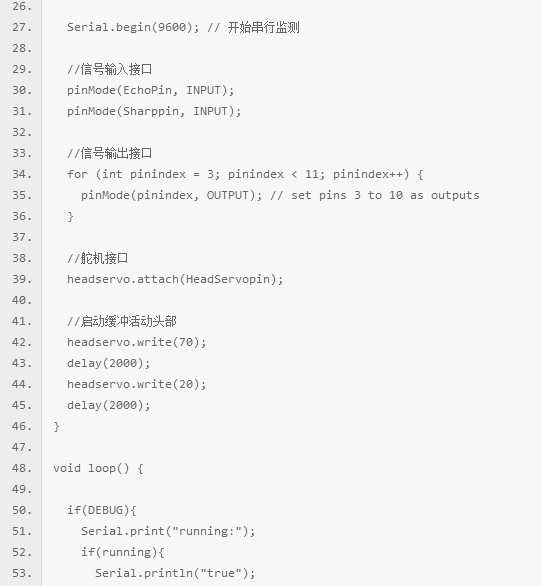 26.
27. Serial.begin(9600); // 开始串行监测
28.
29. //信号输入接口
30. pinMode(EchoPin, INPUT);
31. pinMode(Sharppin, INPUT);
32.
33. //信号输出接口
34. for (int pinindex = 3; pinindex < 11; pinindex++) {
35. pinMode(pinindex, OUTPUT); // set pins 3 to 10 as outputs
36. }
37.
38. //舵机接口
39. headservo.attach(HeadServopin);
40.
41. //启动缓冲活动头部
42. headservo.write(70);
43. delay(2000);
44. headservo.write(20);
45. delay(2000);
46. }
47.
48. void loop() {
49.
50. if(DEBUG){
51. Serial.print("running:");
52. if(running){
53. Serial.println("true");